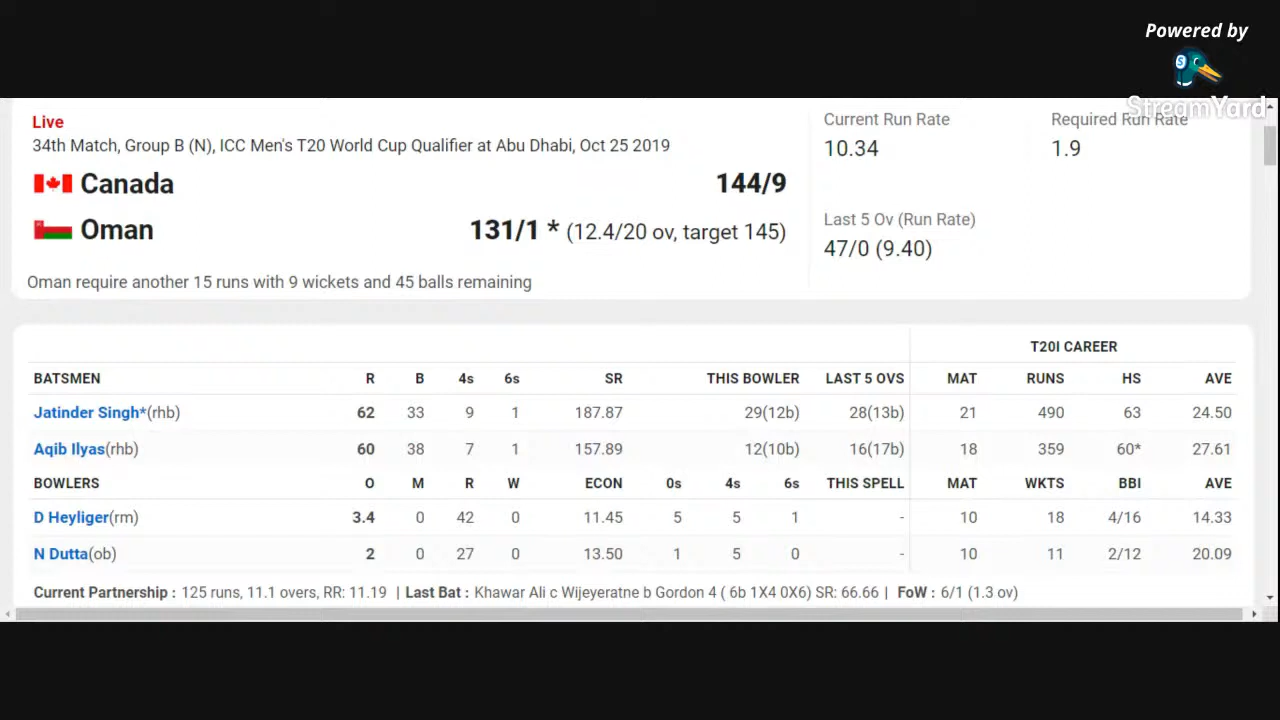 Powered by
StreamYard
Live
34th Match, Group B (N), ICC Men's T20 World Cup Qualifier at Abu Dhabi, Oct 25 2019
Canada 144/9
Oman 131/1 * (12.4/20 ov, target 145)
Oman require another 15 runs with 9 wickets and 45 balls remaining
Current Run Rate Required Run Rate
10.34 1.9
Last 5 Ov (Run Rate)
47/0 (9.40)
T20I CAREER
BATSMEN R B 4s 6s SR THIS BOWLER LAST 5 OVS MAT RUNS HS AVE
Jatinder Singh*(rhb) 62 33 9 1 187.87 29(12b) 28(13b) 21 490 63 24.50
Aqib Ilyas(rhb) 60 38 7 1 157.89 12(10b) 16(17b) 18 359 60* 27.61
BOWLERS O M R W ECON 0s 4s 6s THIS SPELL MAT WKTS BBI AVE
D Heyliger(rm) 3.4 0 42 0 11.45 5 5 1 - 10 18 4/16 14.33
N Dutta(ob) 2 0 27 0 13.50 1 5 0 - 10 11 2/12 20.09
Current Partnership : 125 runs, 11.1 overs, RR: 11.19 | Last Bat : Khawar Ali c Wijeyeratne b Gordon 4 ( 6b 1X4 0X6) SR: 66.66 | FoW : 6/1 (1.3 ov)